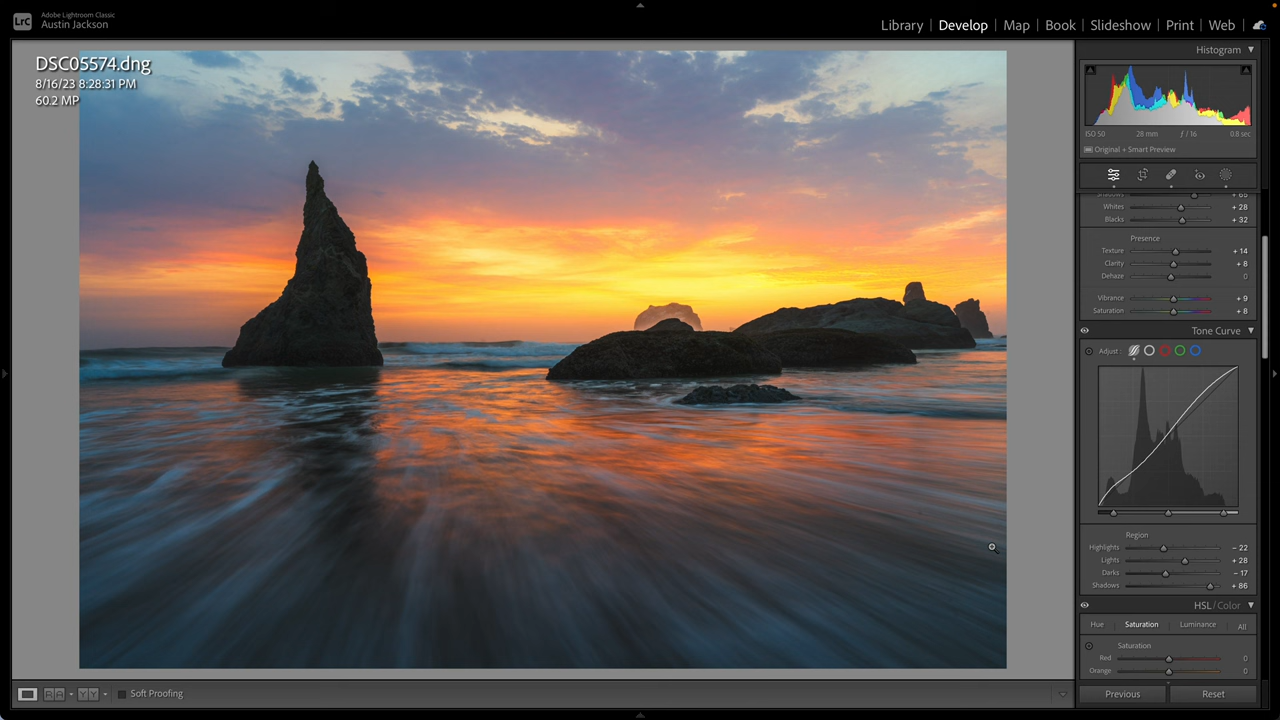 LrC
Adobe Lightroom Classic
Austin Jackson
Library | Develop | Map | Book | Slideshow | Print | Web
DSC05574.dng
8/16/23 8:28:31 PM
60.2 MP
Histogram
ISO 50 28 mm ƒ / 16 0.8 sec
Original + Smart Preview
Shadows + 65
Whites + 28
Blacks + 32
Presence
Texture + 14
Clarity + 8
Dehaze 0
Vibrance + 9
Saturation + 8
Tone Curve
Adjust :
Region
Highlights − 22
Lights + 28
Darks − 17
Shadows + 86
HSL / Color
Hue Saturation Luminance All
Saturation
Red 0
Orange 0
Soft Proofing
Previous Reset